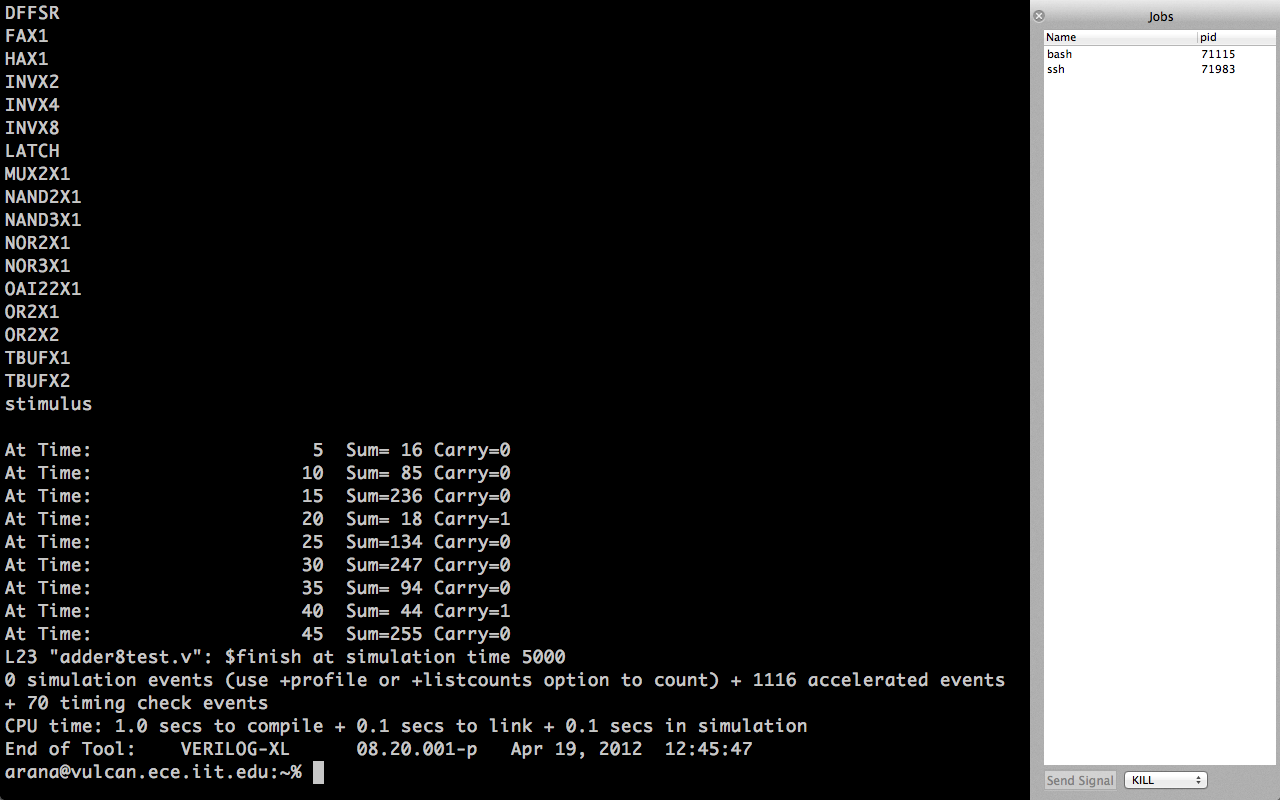 DFFSR
FAX1
HAX1
INVX2
INVX4
INVX8
LATCH
MUX2X1
NAND2X1
NAND3X1
NOR2X1
NOR3X1
OAI22X1
OR2X1
OR2X2
TBUFX1
TBUFX2
stimulus
At Time: 5 Sum= 16 Carry=0
At Time: 10 Sum= 85 Carry=0
At Time: 15 Sum=236 Carry=0
At Time: 20 Sum= 18 Carry=1
At Time: 25 Sum=134 Carry=0
At Time: 30 Sum=247 Carry=0
At Time: 35 Sum= 94 Carry=0
At Time: 40 Sum= 44 Carry=1
At Time: 45 Sum=255 Carry=0
L23 "adder8test.v": $finish at simulation time 5000
0 simulation events (use +profile or +listcounts option to count) + 1116 accelerated events
+ 70 timing check events
CPU time: 1.0 secs to compile + 0.1 secs to link + 0.1 secs in simulation
End of Tool: VERILOG-XL 08.20.001-p Apr 19, 2012 12:45:47
arana@vulcan.ece.iit.edu:~%
Jobs
Name pid
bash 71115
ssh 71983
Send Signal KILL